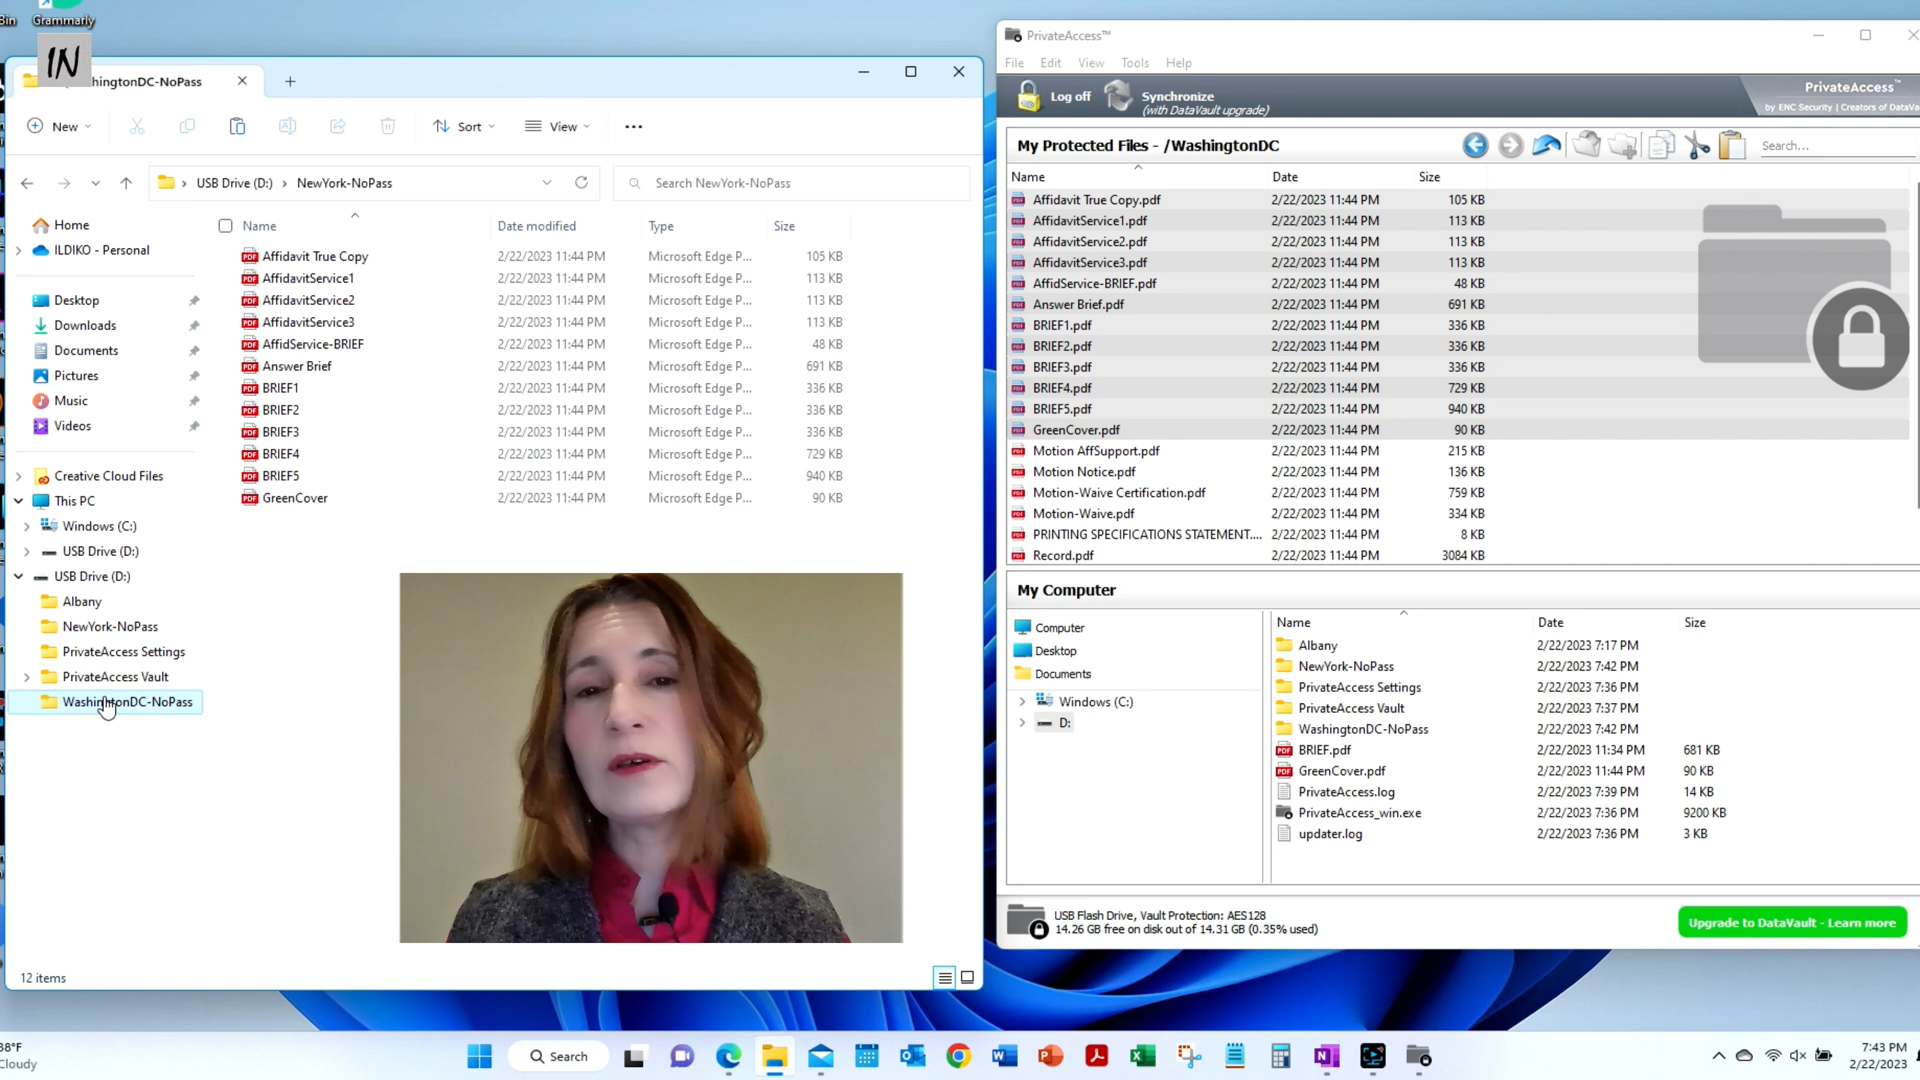 Bin
Grammarly
IN
hingtonDC-NoPass
New
Sort
View
USB Drive (D:)
NewYork-NoPass
Search NewYork-NoPass
Home
ILDIKO - Personal
Desktop
Downloads
Documents
Pictures
Music
Videos
Creative Cloud Files
This PC
Windows (C:)
USB Drive (D:)
USB Drive (D:)
Albany
NewYork-NoPass
PrivateAccess Settings
PrivateAccess Vault
WashingtonDC-NoPass
Name Date modified Type Size
Affidavit True Copy 2/22/2023 11:44 PM Microsoft Edge P... 105 KB
AffidavitService1 2/22/2023 11:44 PM Microsoft Edge P... 113 KB
AffidavitService2 2/22/2023 11:44 PM Microsoft Edge P... 113 KB
AffidavitService3 2/22/2023 11:44 PM Microsoft Edge P... 113 KB
AffidService-BRIEF 2/22/2023 11:44 PM Microsoft Edge P... 48 KB
Answer Brief 2/22/2023 11:44 PM Microsoft Edge P... 691 KB
BRIEF1 2/22/2023 11:44 PM Microsoft Edge P... 336 KB
BRIEF2 2/22/2023 11:44 PM Microsoft Edge P... 336 KB
BRIEF3 2/22/2023 11:44 PM Microsoft Edge P... 336 KB
BRIEF4 2/22/2023 11:44 PM Microsoft Edge P... 729 KB
BRIEF5 2/22/2023 11:44 PM Microsoft Edge P... 940 KB
GreenCover 2/22/2023 11:44 PM Microsoft Edge P... 90 KB
12 items
PrivateAccess™
File Edit View Tools Help
Log off
Synchronize
(with DataVault upgrade)
PrivateAccess™
by ENC Security | Creators of DataVa
My Protected Files - /WashingtonDC
Search...
Name Date Size
Affidavit True Copy.pdf 2/22/2023 11:44 PM 105 KB
AffidavitService1.pdf 2/22/2023 11:44 PM 113 KB
AffidavitService2.pdf 2/22/2023 11:44 PM 113 KB
AffidavitService3.pdf 2/22/2023 11:44 PM 113 KB
AffidService-BRIEF.pdf 2/22/2023 11:44 PM 48 KB
Answer Brief.pdf 2/22/2023 11:44 PM 691 KB
BRIEF1.pdf 2/22/2023 11:44 PM 336 KB
BRIEF2.pdf 2/22/2023 11:44 PM 336 KB
BRIEF3.pdf 2/22/2023 11:44 PM 336 KB
BRIEF4.pdf 2/22/2023 11:44 PM 729 KB
BRIEF5.pdf 2/22/2023 11:44 PM 940 KB
GreenCover.pdf 2/22/2023 11:44 PM 90 KB
Motion AffSupport.pdf 2/22/2023 11:44 PM 215 KB
Motion Notice.pdf 2/22/2023 11:44 PM 136 KB
Motion-Waive Certification.pdf 2/22/2023 11:44 PM 759 KB
Motion-Waive.pdf 2/22/2023 11:44 PM 334 KB
PRINTING SPECIFICATIONS STATEMENT.... 2/22/2023 11:44 PM 8 KB
Record.pdf 2/22/2023 11:44 PM 3084 KB
My Computer
Computer
Desktop
Documents
Windows (C:)
D:
Name Date Size
Albany 2/22/2023 7:17 PM
NewYork-NoPass 2/22/2023 7:42 PM
PrivateAccess Settings 2/22/2023 7:36 PM
PrivateAccess Vault 2/22/2023 7:37 PM
WashingtonDC-NoPass 2/22/2023 7:42 PM
BRIEF.pdf 2/22/2023 11:34 PM 681 KB
GreenCover.pdf 2/22/2023 11:44 PM 90 KB
PrivateAccess.log 2/22/2023 7:39 PM 14 KB
PrivateAccess_win.exe 2/22/2023 7:36 PM 9200 KB
updater.log 2/22/2023 7:36 PM 3 KB
USB Flash Drive, Vault Protection: AES128
14.26 GB free on disk out of 14.31 GB (0.35% used)
Upgrade to DataVault - Learn more
38°F
Cloudy
Search
7:43 PM
2/22/2023